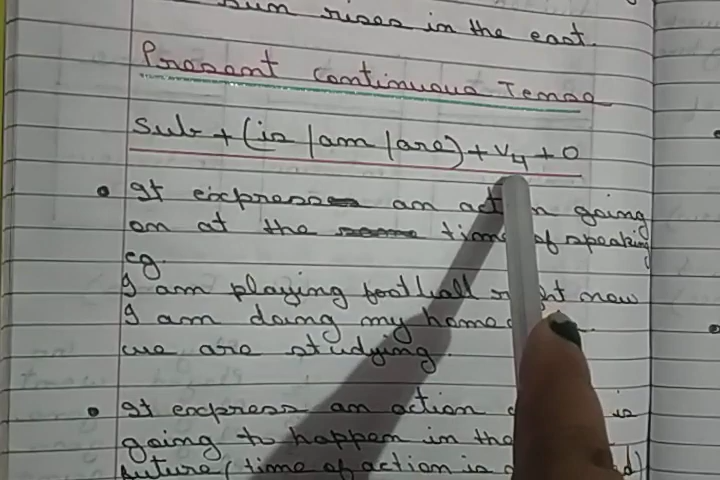 sun rises in the east.
Present Continuous Tense
Sub + (is / am / are) + V4 + O
• It express an action going
on at the time of speaking
eg.
I am playing football right now
I am doing my home
we are studying.
• It express an action is
going to happen in the
future (time of action is